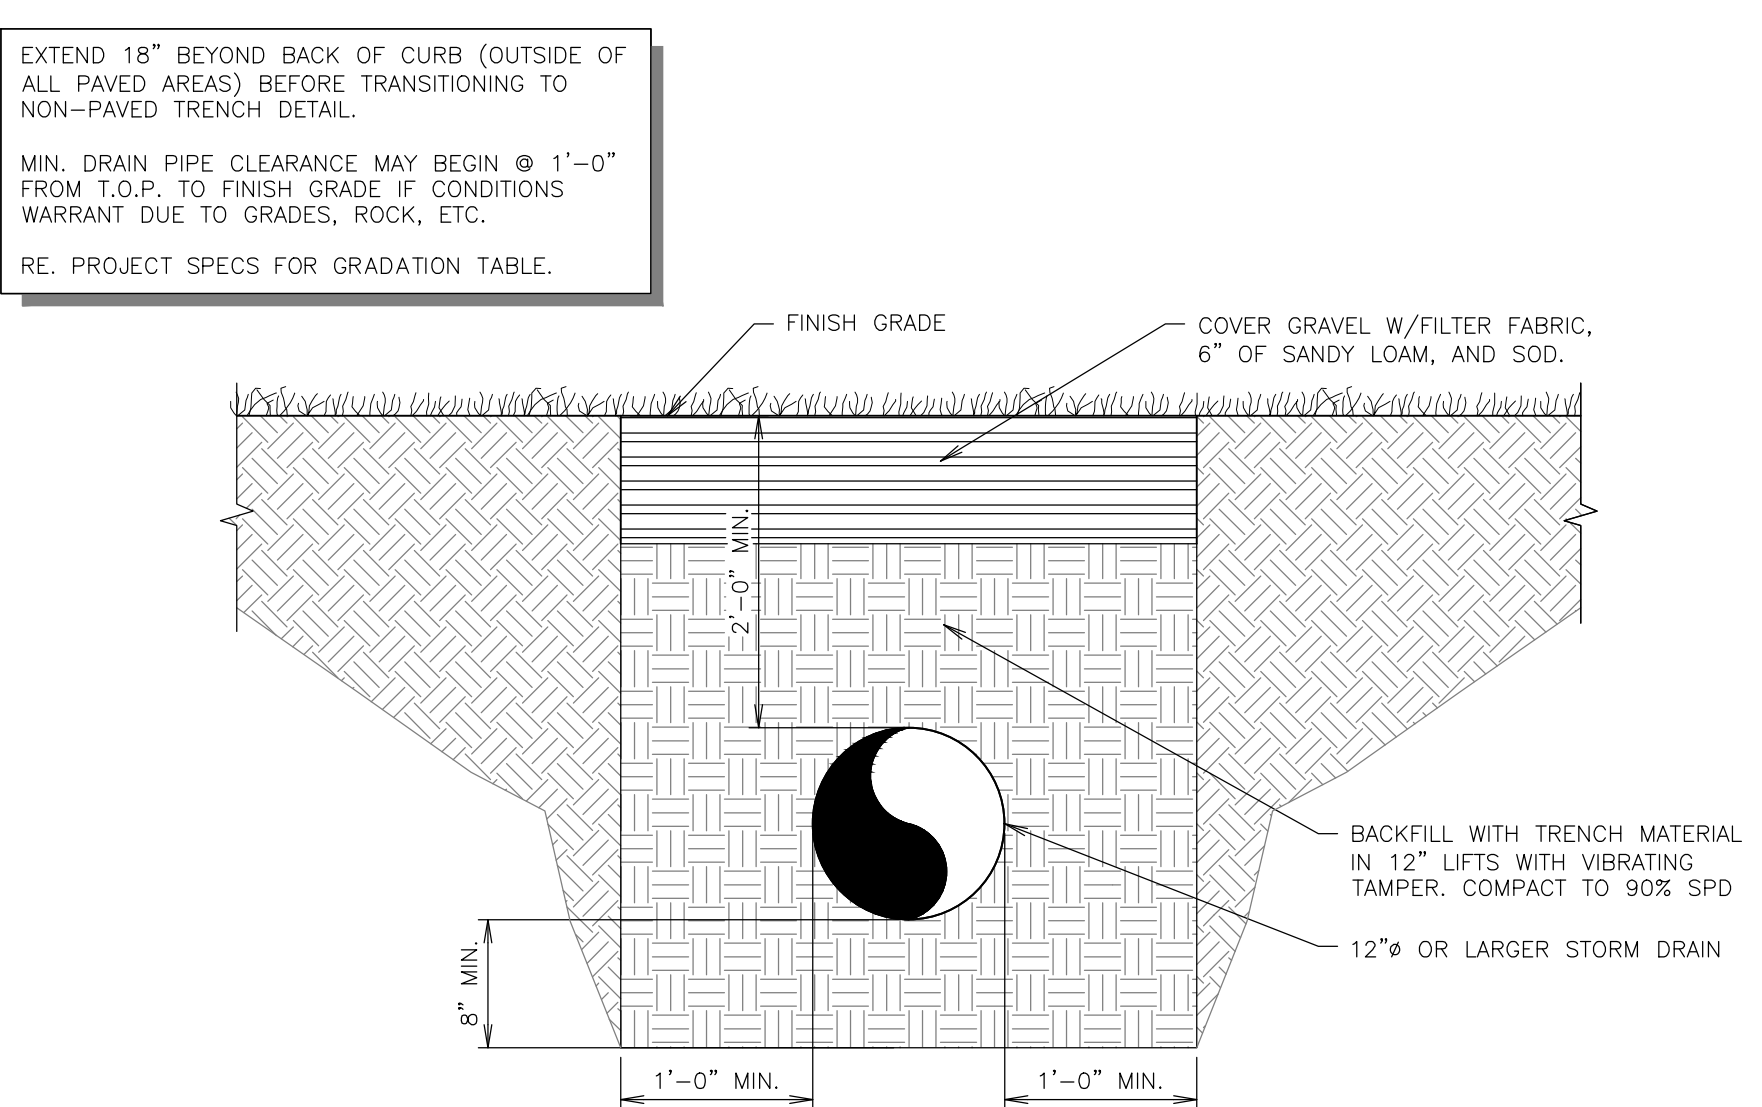 EXTEND 18" BEYOND BACK OF CURB (OUTSIDE OF
ALL PAVED AREAS) BEFORE TRANSITIONING TO
NON-PAVED TRENCH DETAIL.
MIN. DRAIN PIPE CLEARANCE MAY BEGIN @ 1'-0"
FROM T.O.P. TO FINISH GRADE IF CONDITIONS
WARRANT DUE TO GRADES, ROCK, ETC.
RE. PROJECT SPECS FOR GRADATION TABLE.
FINISH GRADE
COVER GRAVEL W/FILTER FABRIC,
6" OF SANDY LOAM, AND SOD.
2'-0" MIN.
BACKFILL WITH TRENCH MATERIAL
IN 12" LIFTS WITH VIBRATING
TAMPER. COMPACT TO 90% SPD
12"ø OR LARGER STORM DRAIN
8" MIN.
1'-0" MIN.
1'-0" MIN.